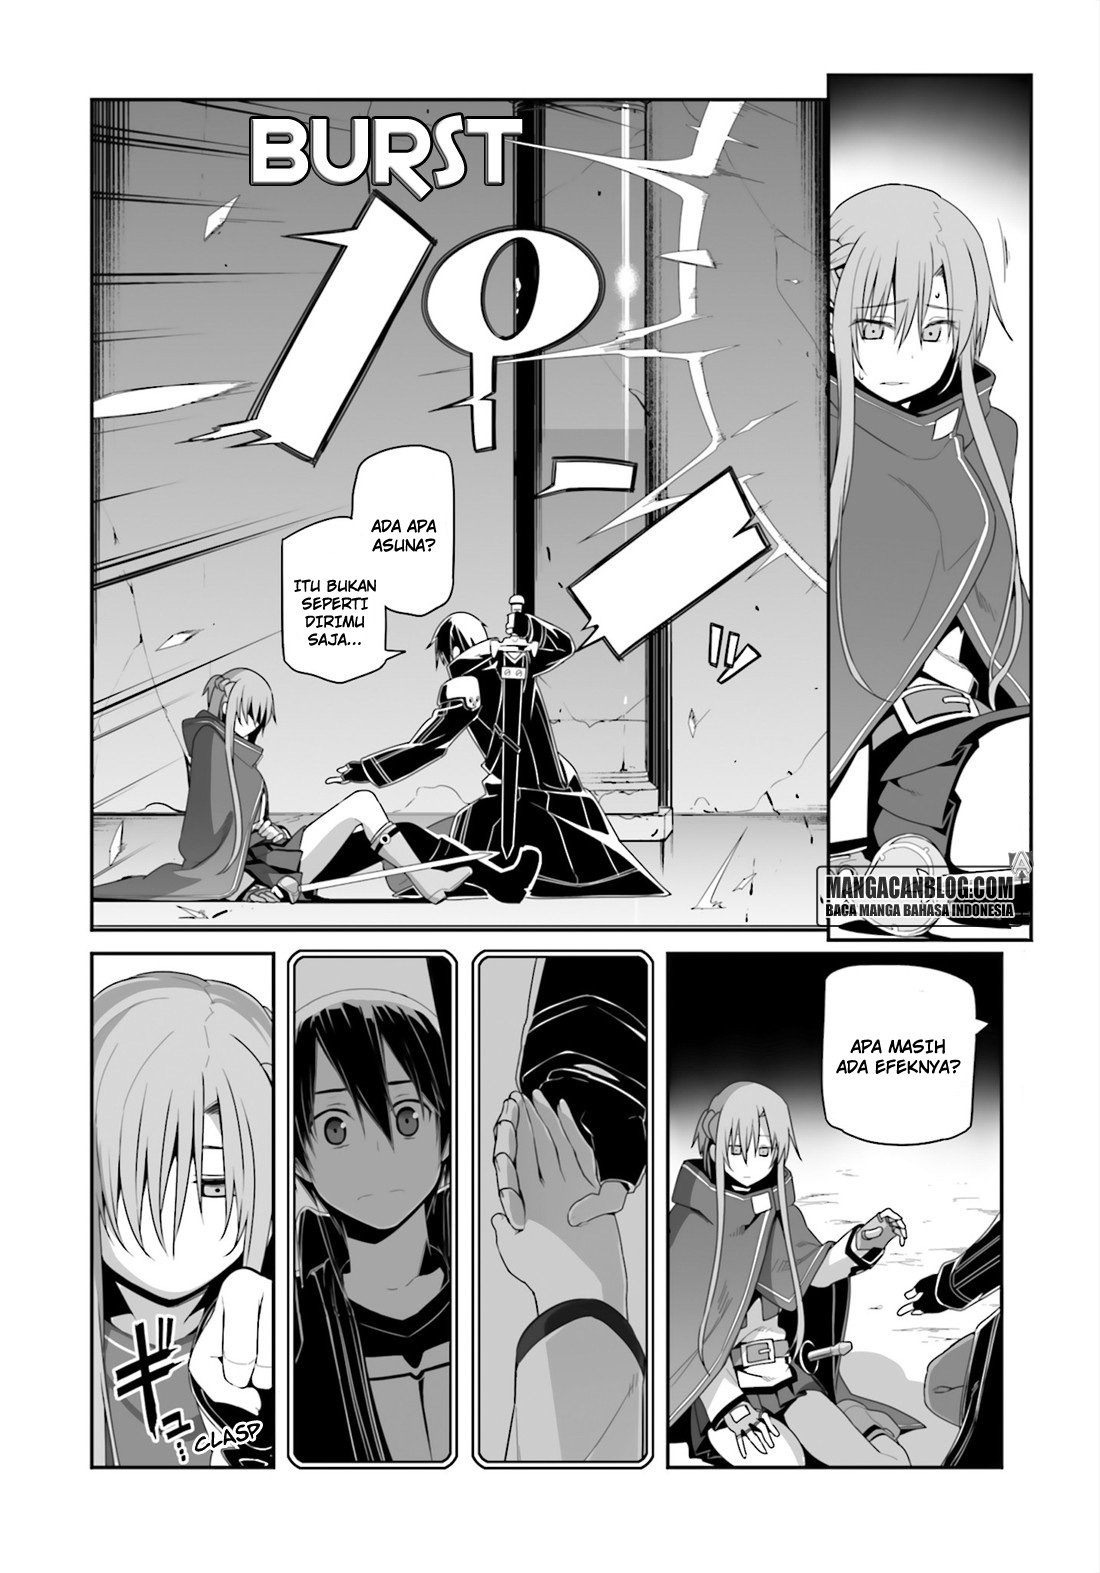 BURST
ADA APA
ASUNA?
ITU BUKAN
SEPERTI
DIRIMU
SAJA...
MANGACANBLOG.COM
BACA MANGA BAHASA INDONESIA
APA MASIH
ADA EFEKNYA?
ギュ…
CLASP